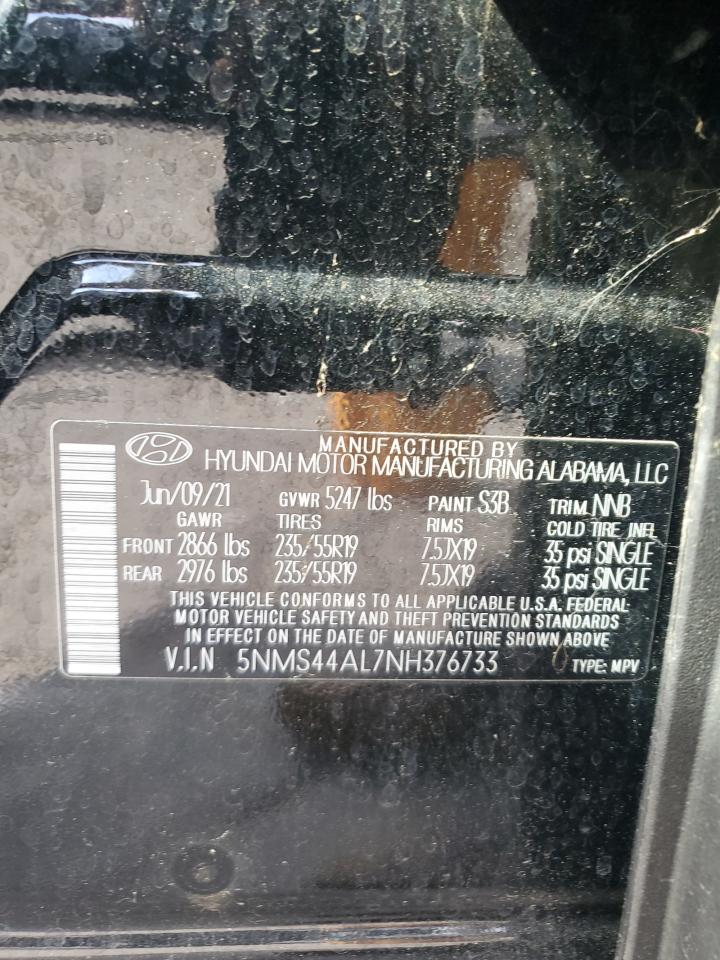 MANUFACTURED BY
HYUNDAI MOTOR MANUFACTURING ALABAMA, LLC
Jun/09/21 GVWR 5247 lbs PAINT S3B TRIM NNB
GAWR TIRES RIMS COLD TIRE INFL
FRONT 2866 lbs 235/55R19 7.5JX19 35 psi SINGLE
REAR 2976 lbs 235/55R19 7.5JX19 35 psi SINGLE
THIS VEHICLE CONFORMS TO ALL APPLICABLE U.S.A. FEDERAL
MOTOR VEHICLE SAFETY AND THEFT PREVENTION STANDARDS
IN EFFECT ON THE DATE OF MANUFACTURE SHOWN ABOVE
V.I.N 5NMS44AL7NH376733 TYPE: MPV